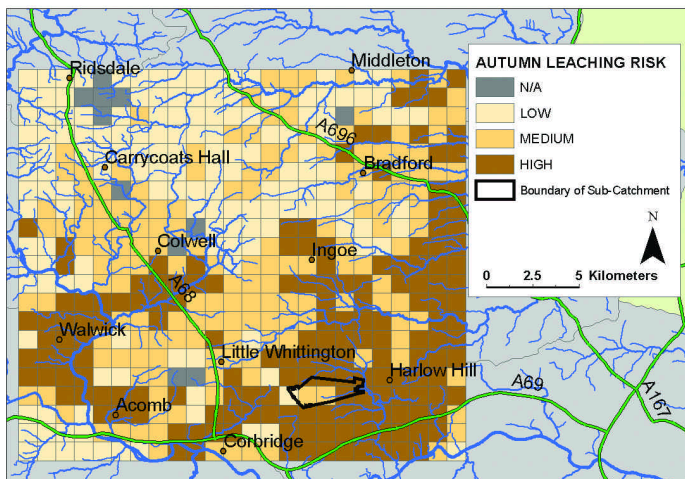 Ridsdale
Middleton
A696
Carrycoats Hall
Bradford
Colwell
Ingoe
A68
Walwick
Little Whittington
Harlow Hill
A69
A167
Acomb
Corbridge
AUTUMN LEACHING RISK
N/A
LOW
MEDIUM
HIGH
Boundary of Sub-Catchment
N
0 2.5 5 Kilometers